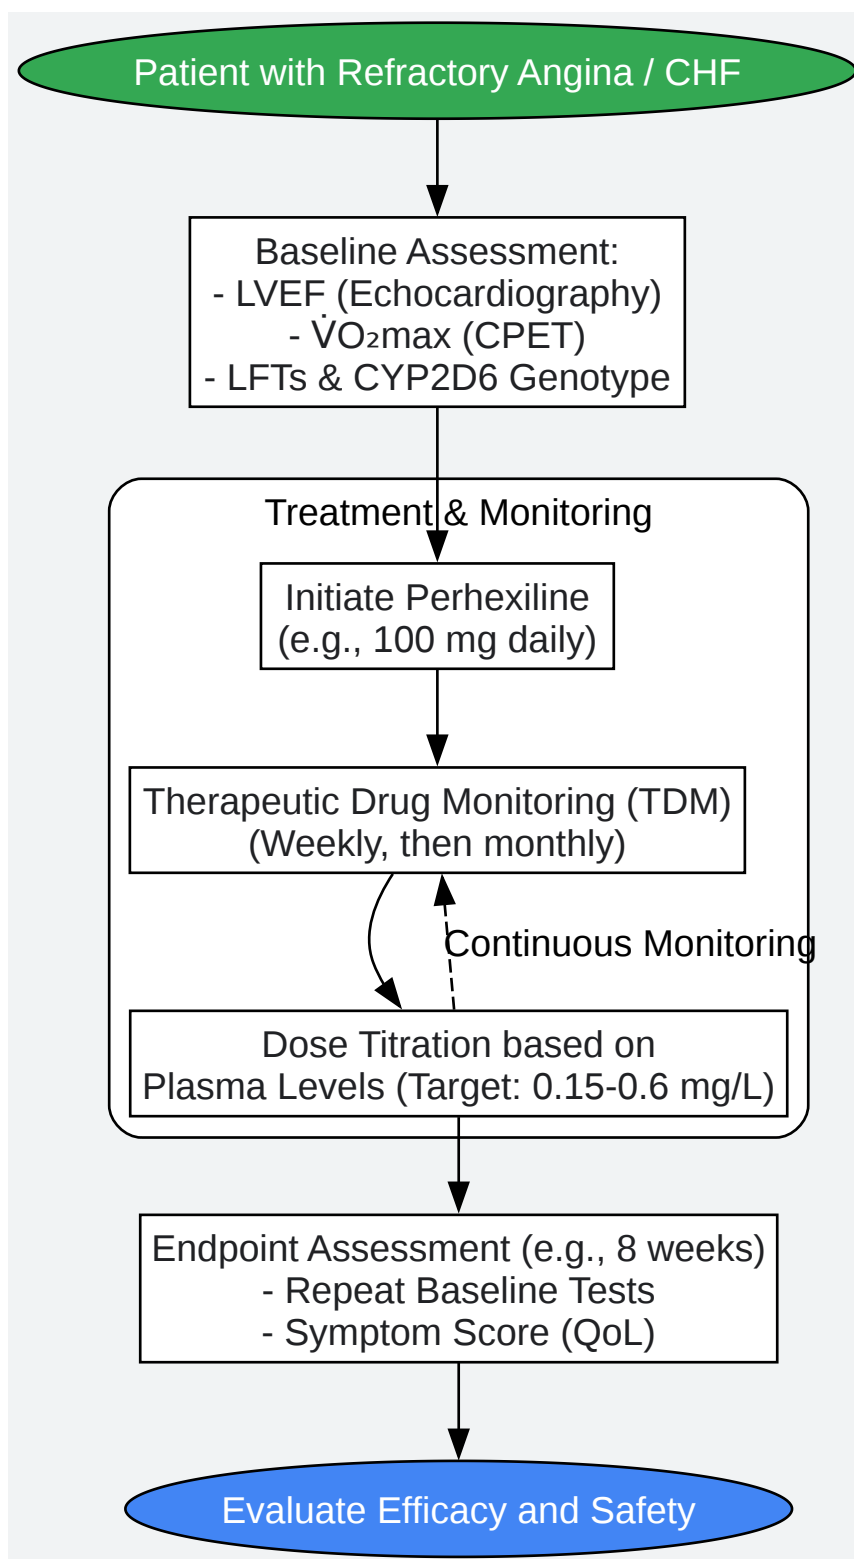 Patient with Refractory Angina / CHF
Baseline Assessment:
- LVEF (Echocardiography)
- V̇O₂max (CPET)
- LFTs & CYP2D6 Genotype
Treatment & Monitoring
Initiate Perhexiline
(e.g., 100 mg daily)
Therapeutic Drug Monitoring (TDM)
(Weekly, then monthly)
Continuous Monitoring
Dose Titration based on
Plasma Levels (Target: 0.15-0.6 mg/L)
Endpoint Assessment (e.g., 8 weeks)
- Repeat Baseline Tests
- Symptom Score (QoL)
Evaluate Efficacy and Safety